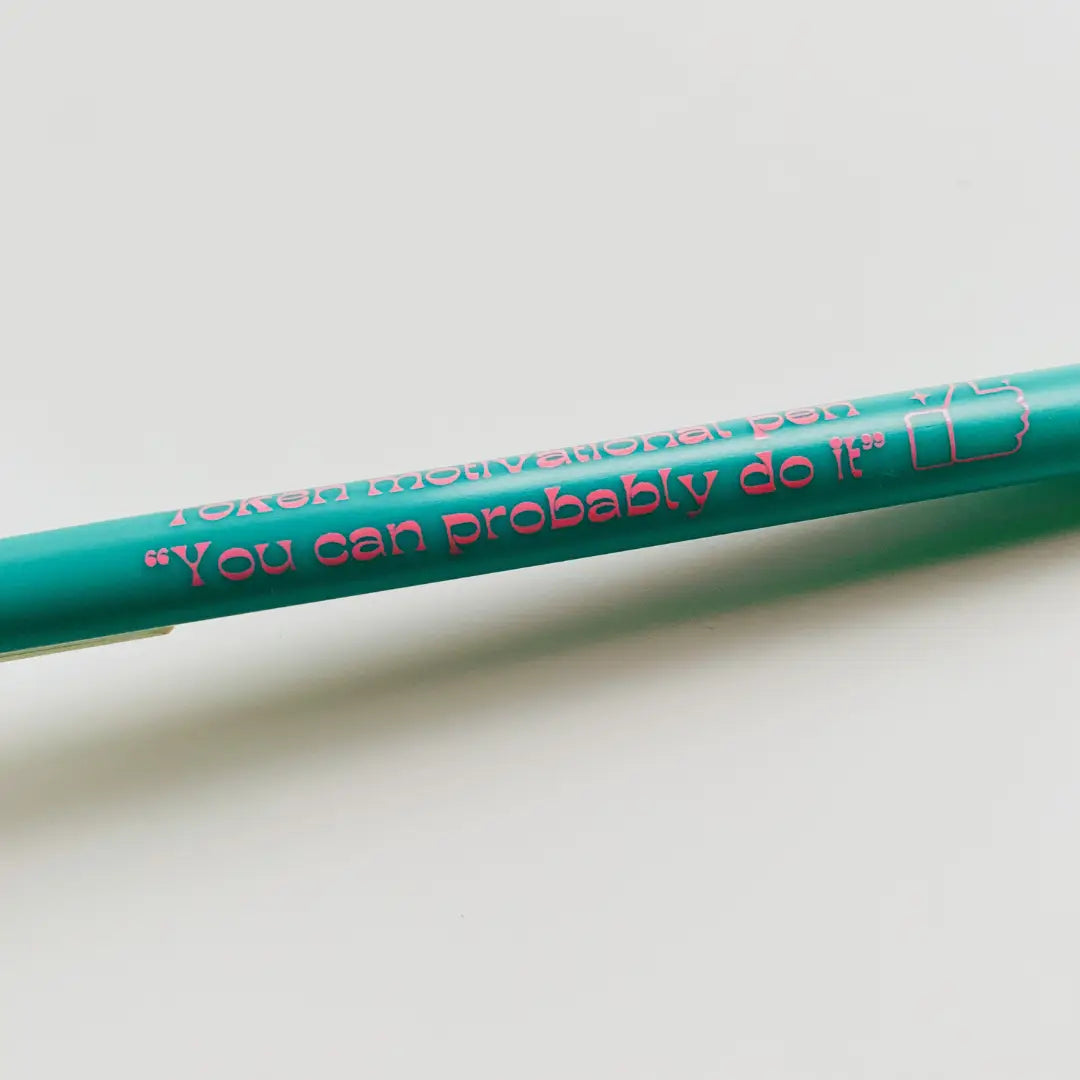 Token motivational pen
“You can probably do it”